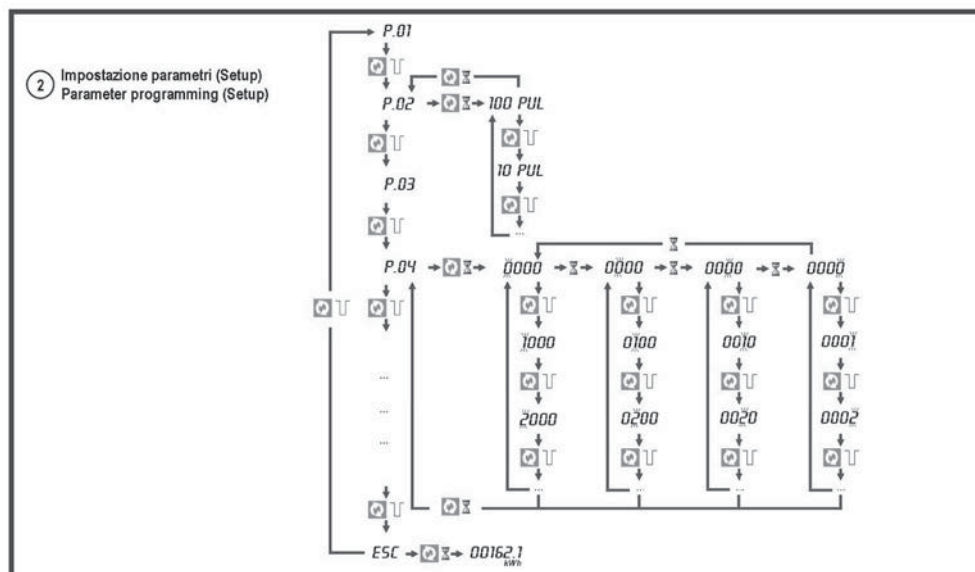 P.01
2 Impostazione parametri (Setup)
Parameter programming (Setup)
P.02 100 PUL
10 PUL
P.03
...
P.04 0000 0000 0000 0000
1000 0100 0010 0001
...
2000 0200 0020 0002
...
...
... ... ... ...
ESC 00162.1
kWh